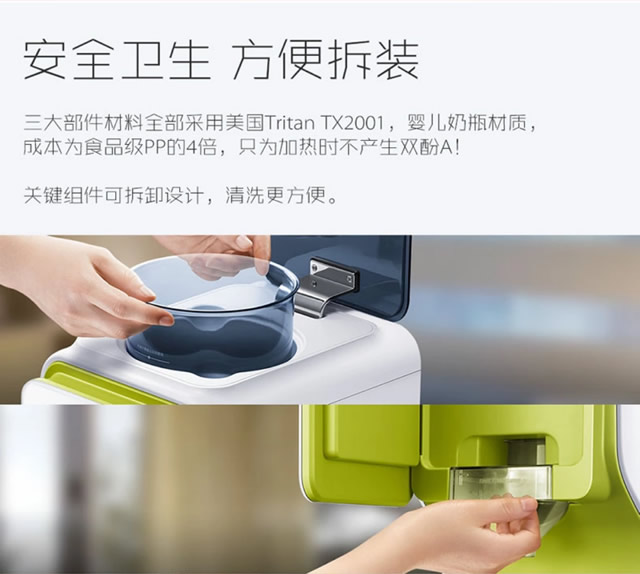 安全卫生 方便拆装
三大部件材料全部采用美国Tritan TX2001，婴儿奶瓶材质，
成本为食品级PP的4倍，只为加热时不产生双酚A！
关键组件可拆卸设计，清洗更方便。